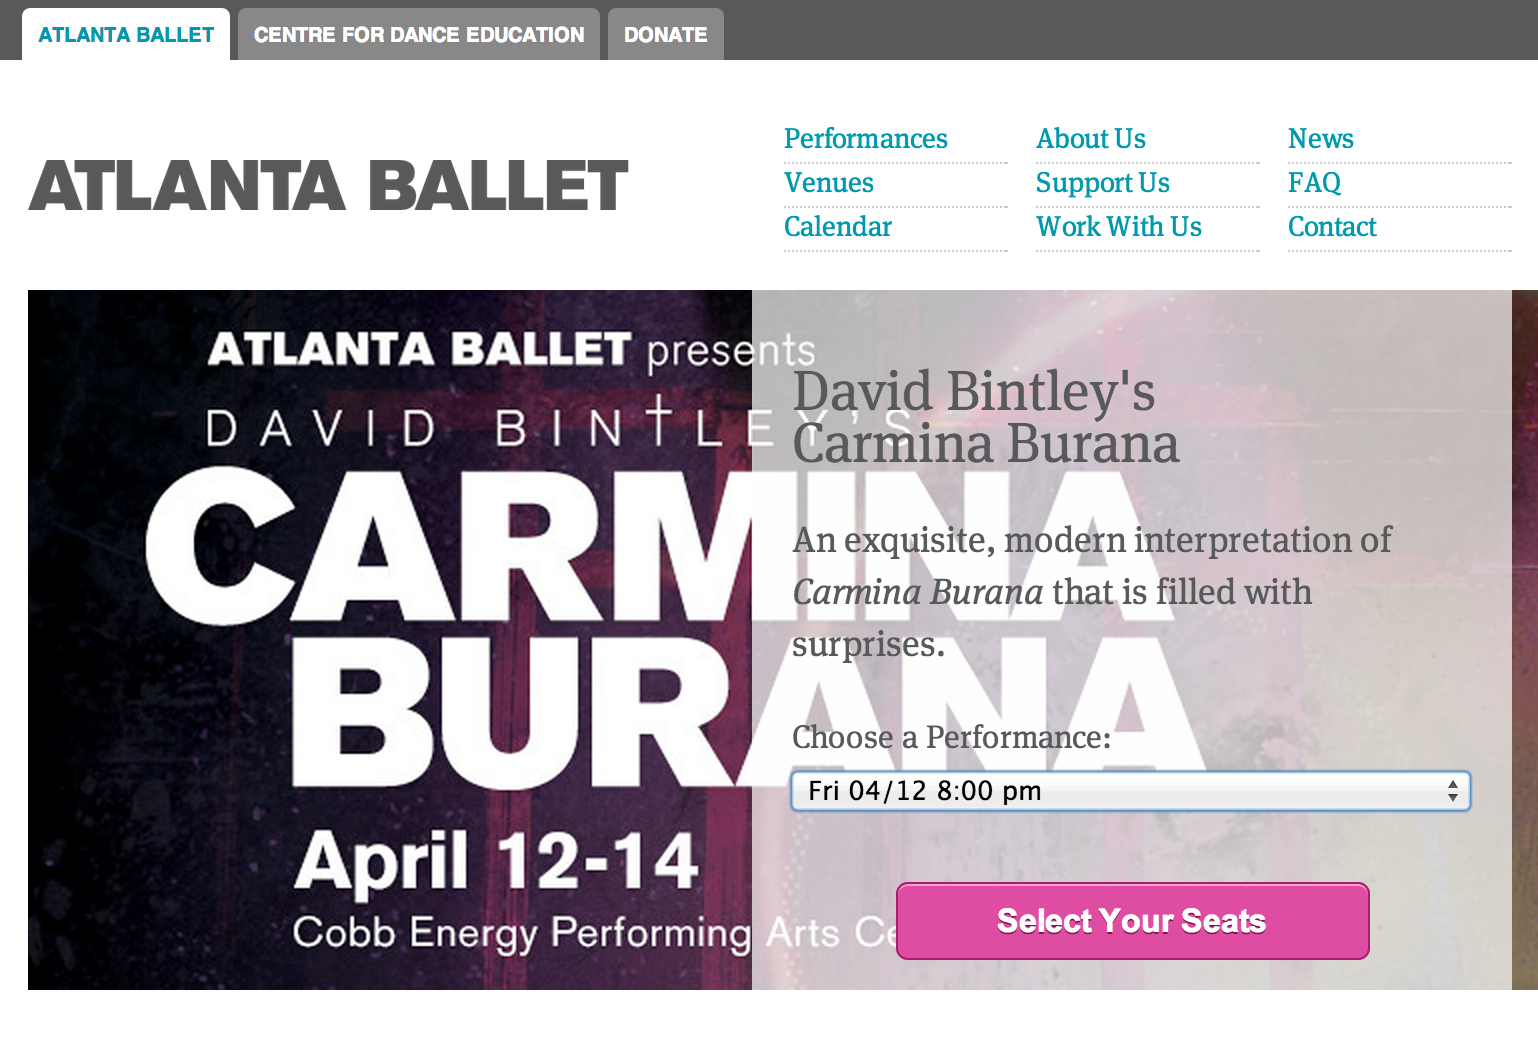 ATLANTA BALLET
CENTRE FOR DANCE EDUCATION
DONATE
ATLANTA BALLET
Performances
About Us
News
Venues
Support Us
FAQ
Calendar
Work With Us
Contact
ATLANTA BALLET presents
DAVID BINTLEY'S
CARMINA
BURANA
April 12-14
Cobb Energy Performing Arts Ce
David Bintley's
Carmina Burana
An exquisite, modern interpretation of
Carmina Burana that is filled with
surprises.
Choose a Performance:
Fri 04/12 8:00 pm
Select Your Seats